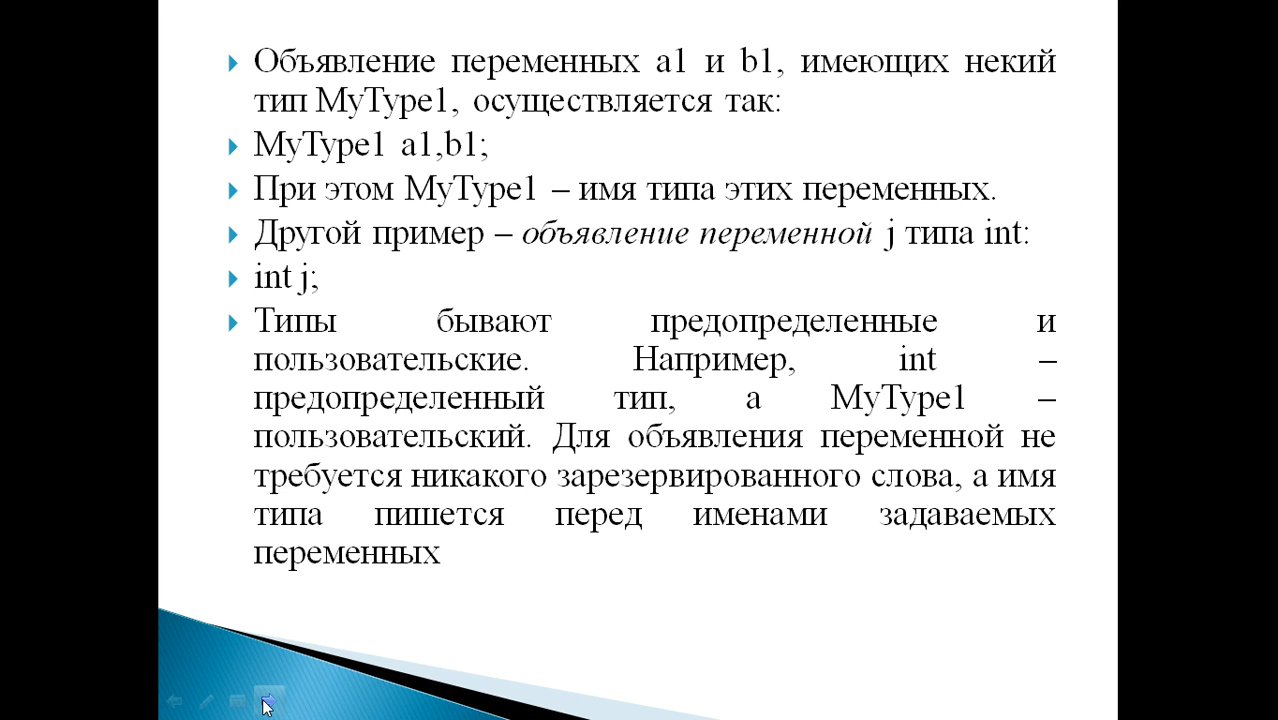 Объявление переменных a1 и b1, имеющих некий
тип MyType1, осуществляется так:
MyType1 a1,b1;
При этом MyType1 – имя типа этих переменных.
Другой пример – объявление переменной j типа int:
int j;
Типы бывают предопределенные и
пользовательские. Например, int –
предопределенный тип, а MyType1 –
пользовательский. Для объявления переменной не
требуется никакого зарезервированного слова, а имя
типа пишется перед именами задаваемых
переменных